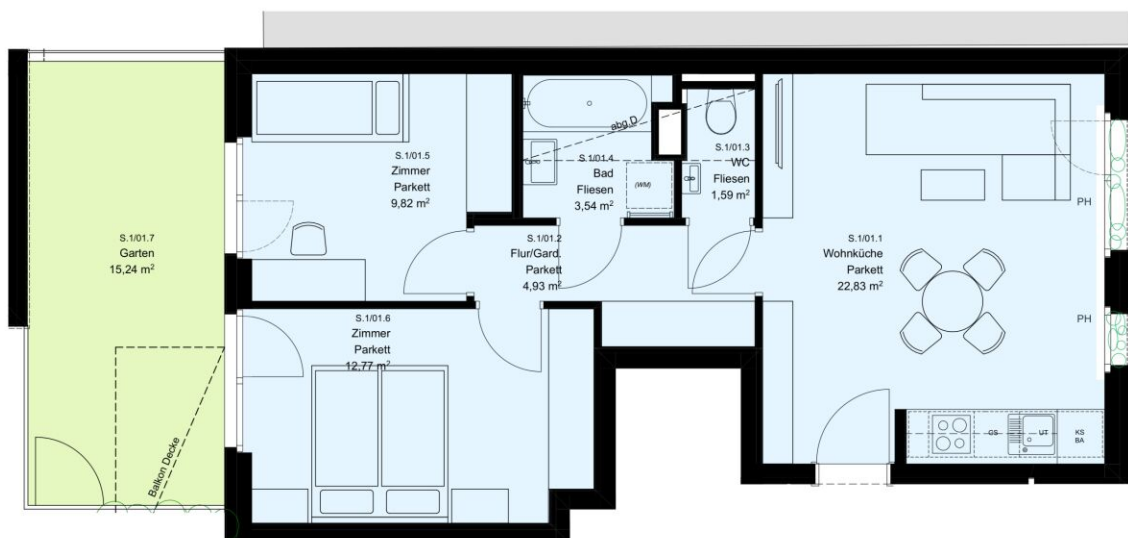 S.1/01.5
Zimmer
Parkett
9,82 m²
abg.D
S.1/01.4
Bad
Fliesen
3,54 m²
(WM)
S.1/01.3
WC
Fliesen
1,59 m²
S.1/01.7
Garten
15,24 m²
S.1/01.2
Flur/Gard.
Parkett
4,93 m²
S.1/01.1
Wohnküche
Parkett
22,83 m²
PH
PH
S.1/01.6
Zimmer
Parkett
12,77 m²
Balkon Decke
GS
UT
KS
BA